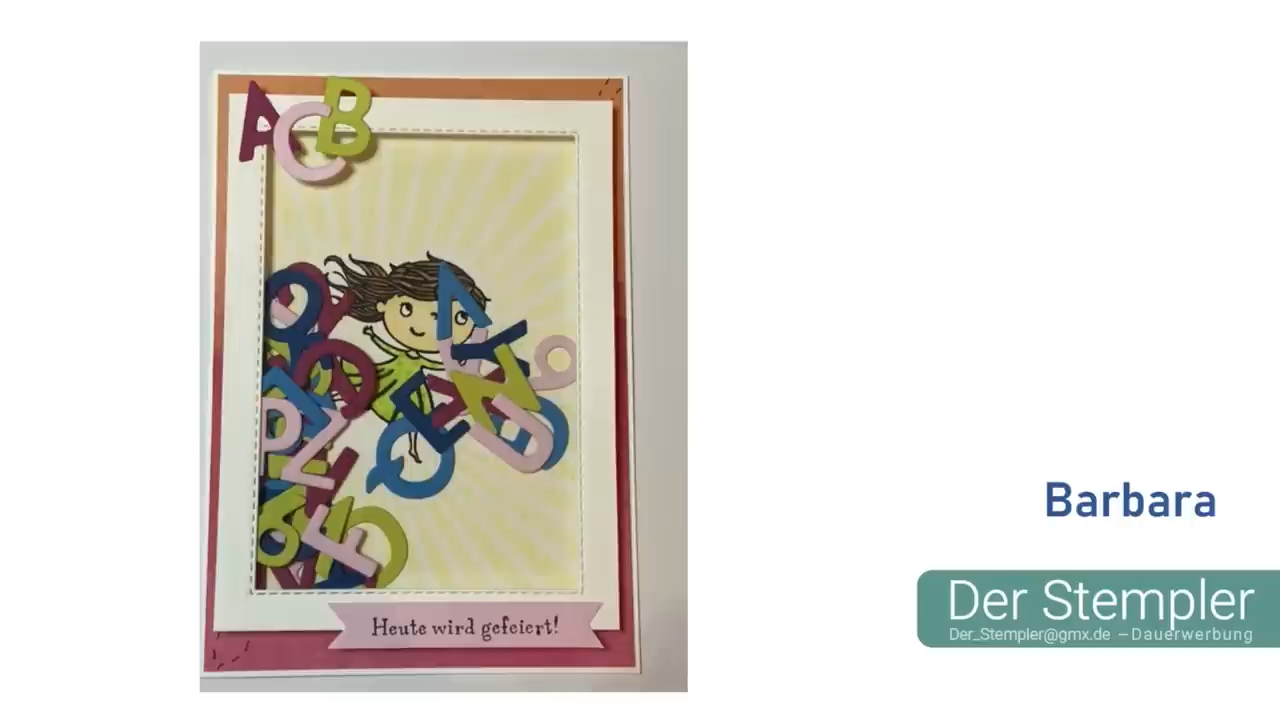 A C B
Heute wird gefeiert!
Barbara
Der Stempler
Der_Stempler@gmx.de – Dauerwerbung